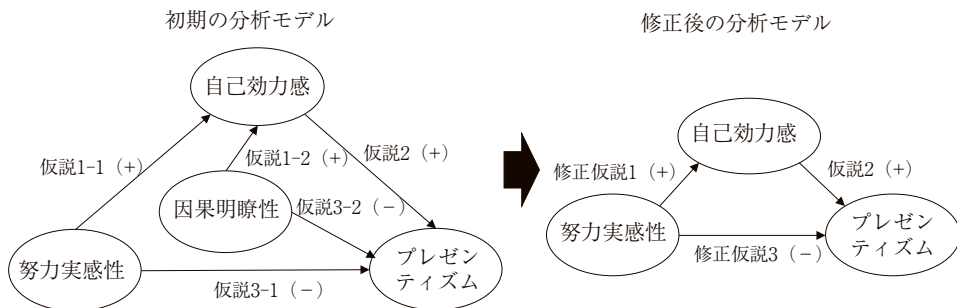 初期の分析モデル
自己効力感
仮説1-1（+）
仮説1-2（+）
仮説2（+）
因果明瞭性
仮説3-2（−）
努力実感性
プレゼン
ティズム
仮説3-1（−）
修正後の分析モデル
自己効力感
修正仮説1（+）
仮説2（+）
努力実感性
プレゼン
ティズム
修正仮説3（−）